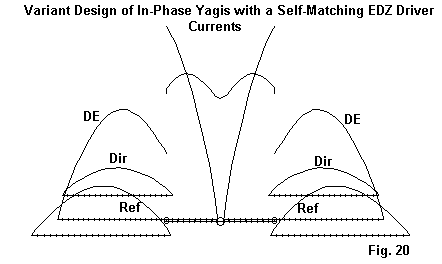 Variant Design of In-Phase Yagis with a Self-Matching EDZ Driver
Currents
DE
DE
Dir
Dir
Ref
Ref
Fig. 20